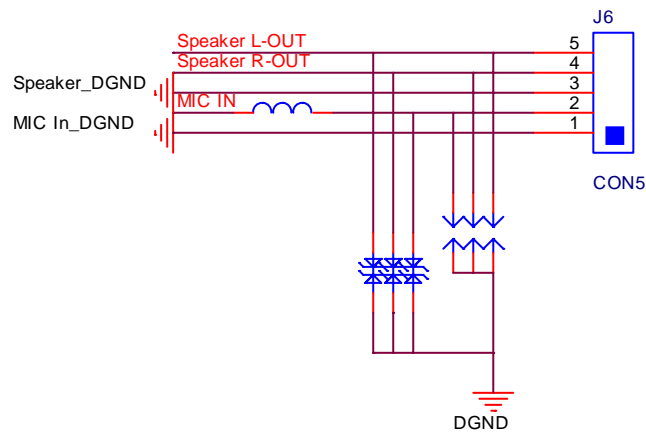 J6
Speaker L-OUT
5
Speaker R-OUT
4
Speaker_DGND
3
MIC IN
2
MIC In_DGND
1
CON5
DGND